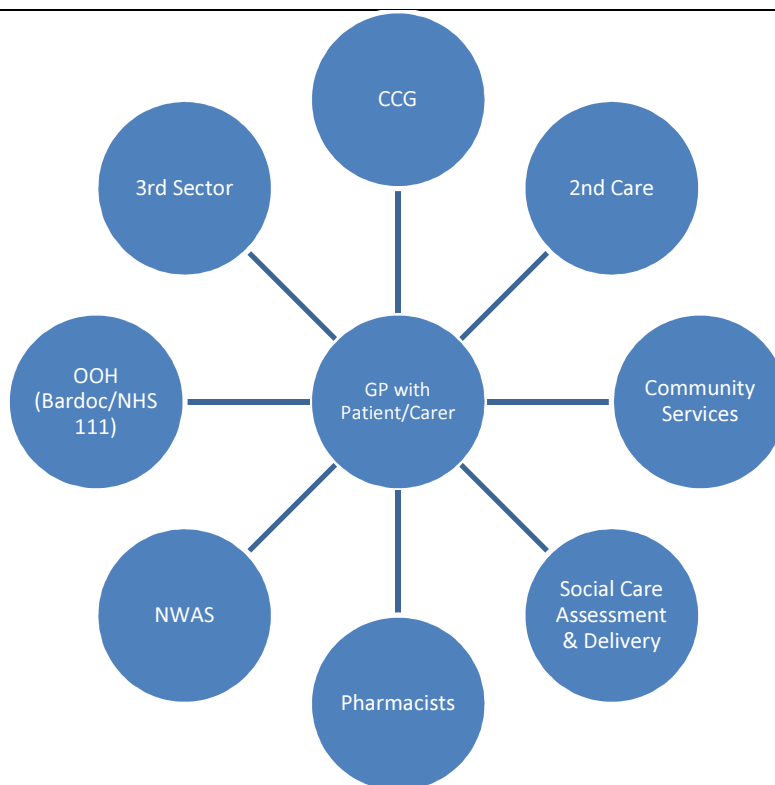 CCG
3rd Sector
2nd Care
OOH
(Bardoc/NHS
111)
GP with
Patient/Carer
Community
Services
NWAS
Social Care
Assessment
& Delivery
Pharmacists